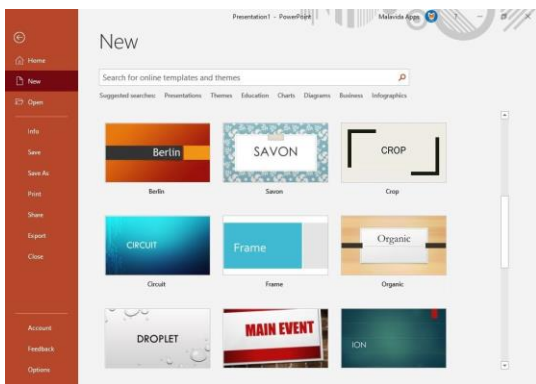 Presentation1 - PowerPoint
Malavida Apps
?
Home
New
Open
Info
Save
Save As
Print
Share
Export
Close
Account
Feedback
Options
New
Search for online templates and themes
Suggested searches: Presentations Themes Education Charts Diagrams Business Infographics
Berlin
SAVON
CROP
Berlin
Savon
Crop
CIRCUIT
Frame
Organic
Circuit
Frame
Organic
DROPLET
MAIN EVENT
ION